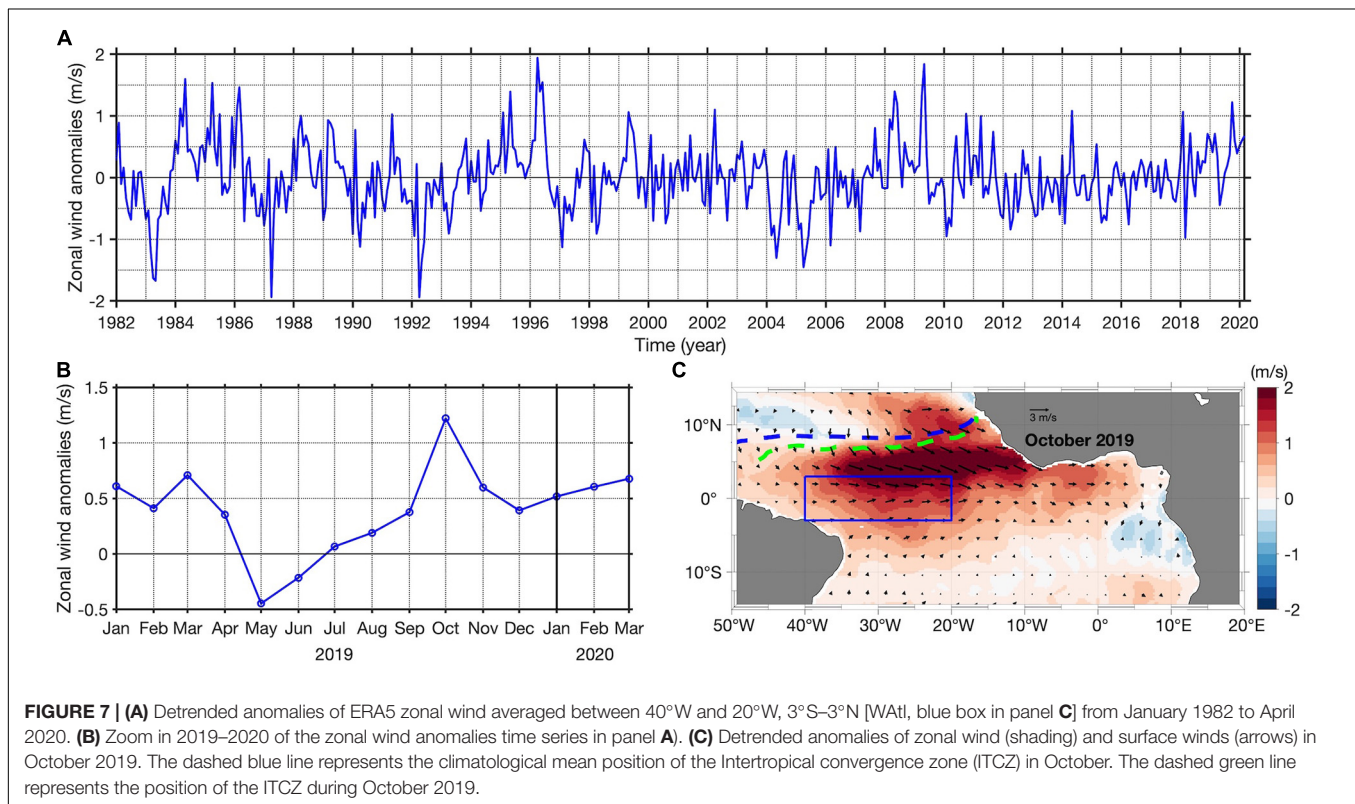 A
Zonal wind anomalies (m/s)
2
1
0
-1
-2
1982 1984 1986 1988 1990 1992 1994 1996 1998 2000 2002 2004 2006 2008 2010 2012 2014 2016 2018 2020
Time (year)
B
Zonal wind anomalies (m/s)
1.5
1
0.5
0
-0.5
Jan Feb Mar Apr May Jun Jul Aug Sep Oct Nov Dec Jan Feb Mar
2019 2020
C
(m/s)
3 m/s
October 2019
10°N
0°
10°S
50°W 40°W 30°W 20°W 10°W 0° 10°E 20°E
2
1
0
-1
-2
FIGURE 7 | (A) Detrended anomalies of ERA5 zonal wind averaged between 40°W and 20°W, 3°S–3°N [WAtl, blue box in panel C] from January 1982 to April
2020. (B) Zoom in 2019–2020 of the zonal wind anomalies time series in panel A). (C) Detrended anomalies of zonal wind (shading) and surface winds (arrows) in
October 2019. The dashed blue line represents the climatological mean position of the Intertropical convergence zone (ITCZ) in October. The dashed green line
represents the position of the ITCZ during October 2019.